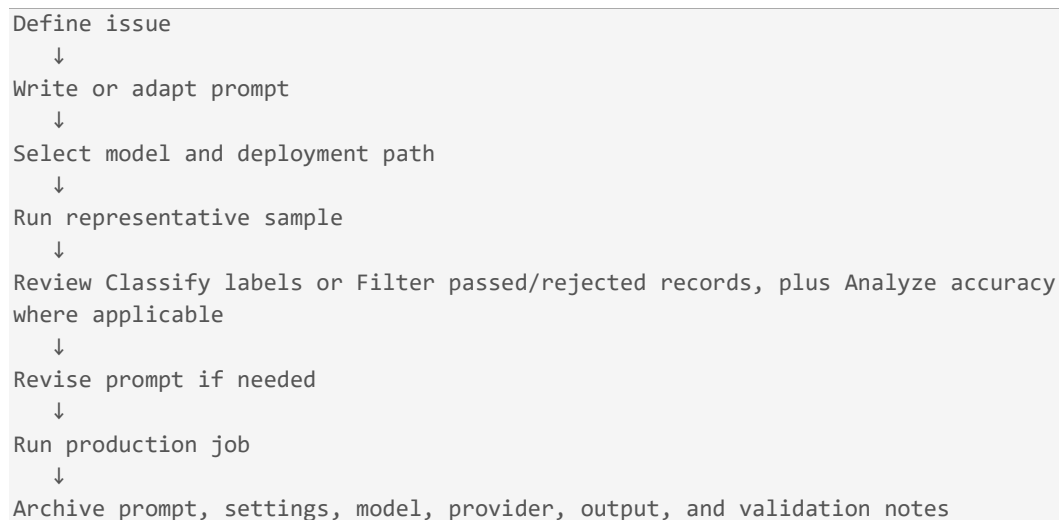 Define issue
↓
Write or adapt prompt
↓
Select model and deployment path
↓
Run representative sample
↓
Review Classify labels or Filter passed/rejected records, plus Analyze accuracy
where applicable
↓
Revise prompt if needed
↓
Run production job
↓
Archive prompt, settings, model, provider, output, and validation notes